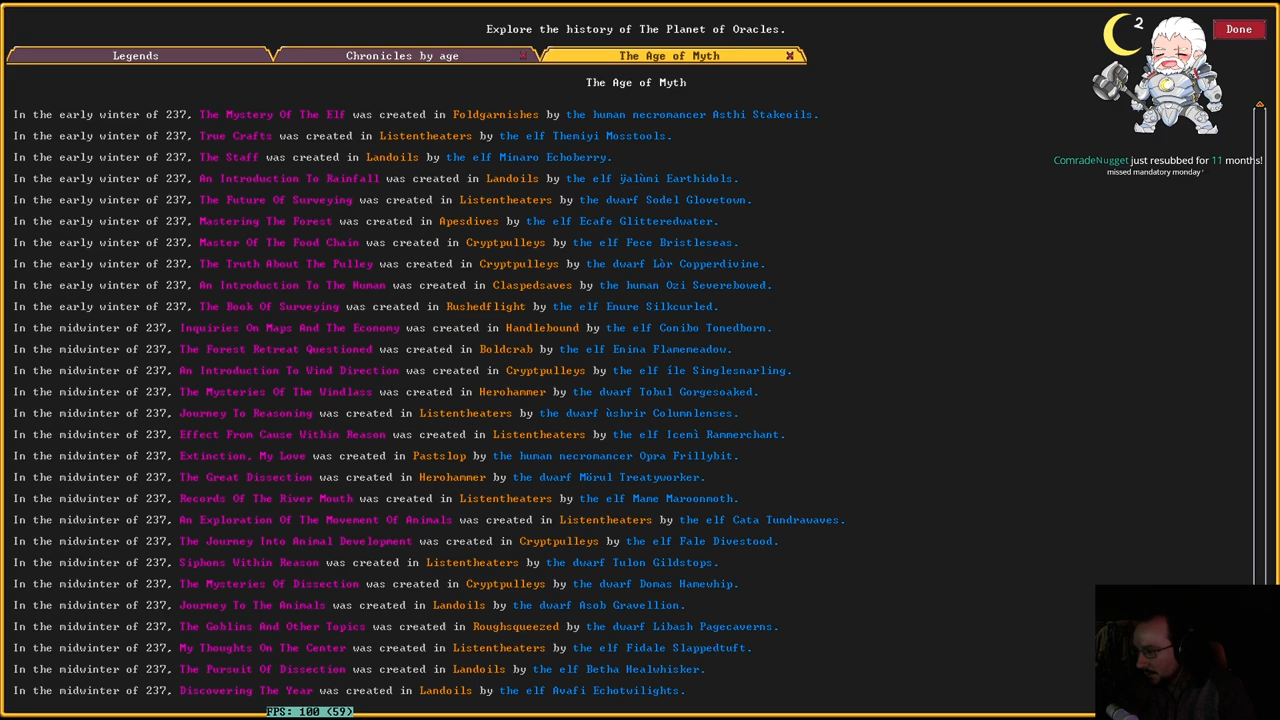 Explore the history of The Planet of Oracles.
Done
2
Legends
Chronicles by age
The Age of Myth
The Age of Myth
In the early winter of 237, The Mystery Of The Elf was created in Foldgarnishes by the human necromancer Asthi Stakeoils.
In the early winter of 237, True Crafts was created in Listentheaters by the elf Themiyi Mosstools.
In the early winter of 237, The Staff was created in Landoils by the elf Minaro Echoberry.
ComradeNugget just resubbed for 11 months!
missed mandatory monday
In the early winter of 237, An Introduction To Rainfall was created in Landoils by the elf ÿalùmi Earthidols.
In the early winter of 237, The Future Of Surveying was created in Listentheaters by the dwarf Sodel Glovetown.
In the early winter of 237, Mastering The Forest was created in Apesdives by the elf Ecafe Glitteredwater.
In the early winter of 237, Master Of The Food Chain was created in Cryptpulleys by the elf Fece Bristleseas.
In the early winter of 237, The Truth About The Pulley was created in Cryptpulleys by the dwarf Lòr Copperdivine.
In the early winter of 237, An Introduction To The Human was created in Claspedsaves by the human Ozi Severebowed.
In the early winter of 237, The Book Of Surveying was created in Rushedflight by the elf Enure Silkcurled.
In the midwinter of 237, Inquiries On Maps And The Economy was created in Handlebound by the elf Conibo Tonedborn.
In the midwinter of 237, The Forest Retreat Questioned was created in Boldcrab by the elf Enina Flamemeadow.
In the midwinter of 237, An Introduction To Wind Direction was created in Cryptpulleys by the elf íle Singlesnarling.
In the midwinter of 237, The Mysteries Of The Windlass was created in Herohammer by the dwarf Tobul Gorgesoaked.
In the midwinter of 237, Journey To Reasoning was created in Listentheaters by the dwarf ùshrir Columnlenses.
In the midwinter of 237, Effect From Cause Within Reason was created in Listentheaters by the elf Icemì Rammerchant.
In the midwinter of 237, Extinction, My Love was created in Pastslop by the human necromancer Opra Frillybit.
In the midwinter of 237, The Great Dissection was created in Herohammer by the dwarf Mörul Treatyworker.
In the midwinter of 237, Records Of The River Mouth was created in Listentheaters by the elf Mame Maroonmoth.
In the midwinter of 237, An Exploration Of The Movement Of Animals was created in Listentheaters by the elf Cata Tundrawaves.
In the midwinter of 237, The Journey Into Animal Development was created in Cryptpulleys by the elf Fale Divestood.
In the midwinter of 237, Siphons Within Reason was created in Listentheaters by the dwarf Tulon Gildstops.
In the midwinter of 237, The Mysteries Of Dissection was created in Cryptpulleys by the dwarf Domas Hamewhip.
In the midwinter of 237, Journey To The Animals was created in Landoils by the dwarf Asob Gravellion.
In the midwinter of 237, The Goblins And Other Topics was created in Roughsqueezed by the dwarf Libash Pagecaverns.
In the midwinter of 237, My Thoughts On The Center was created in Listentheaters by the elf Fidale Slappedtuft.
In the midwinter of 237, The Pursuit Of Dissection was created in Landoils by the elf Betha Healwhisker.
In the midwinter of 237, Discovering The Year was created in Landoils by the elf Avafi Echotwilights.
FPS: 100 (59)